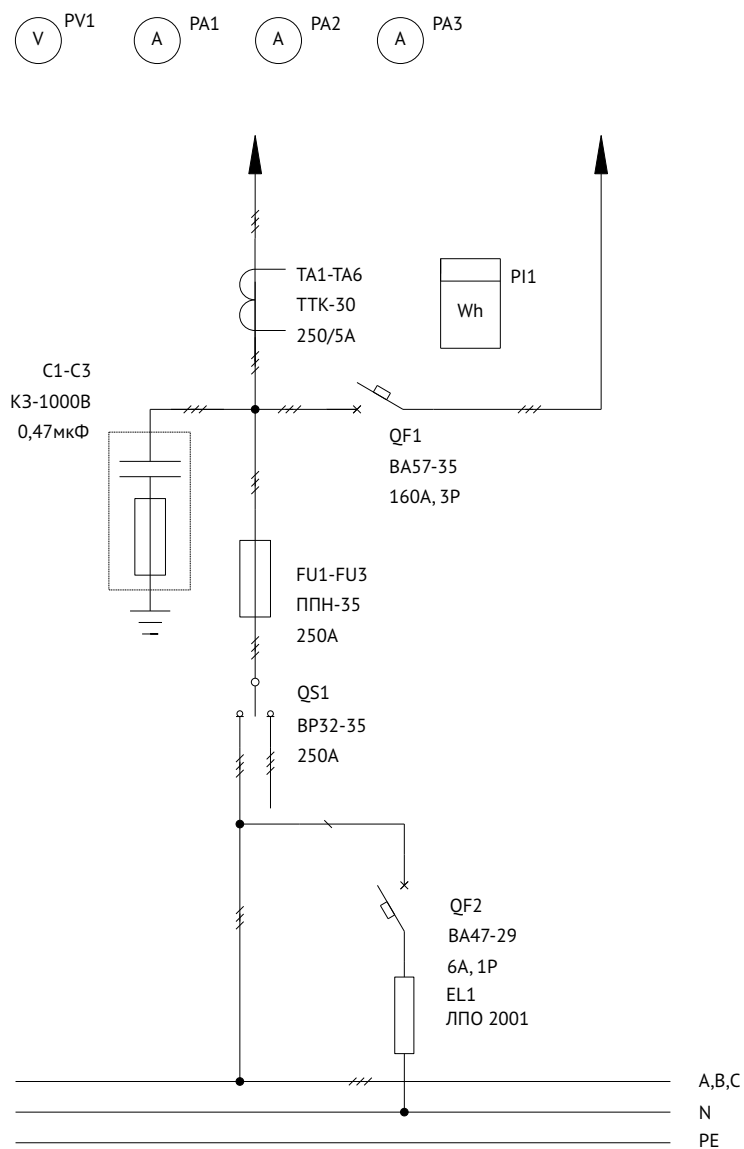 PV1
V
PA1
A
PA2
A
PA3
A
TA1-TA6
ТТК-30
250/5А
PI1
Wh
C1-C3
КЗ-1000В
0,47мкФ
QF1
ВА57-35
160А, 3Р
FU1-FU3
ППН-35
250А
QS1
ВР32-35
250А
QF2
ВА47-29
6А, 1Р
EL1
ЛПО 2001
A,B,C
N
PE